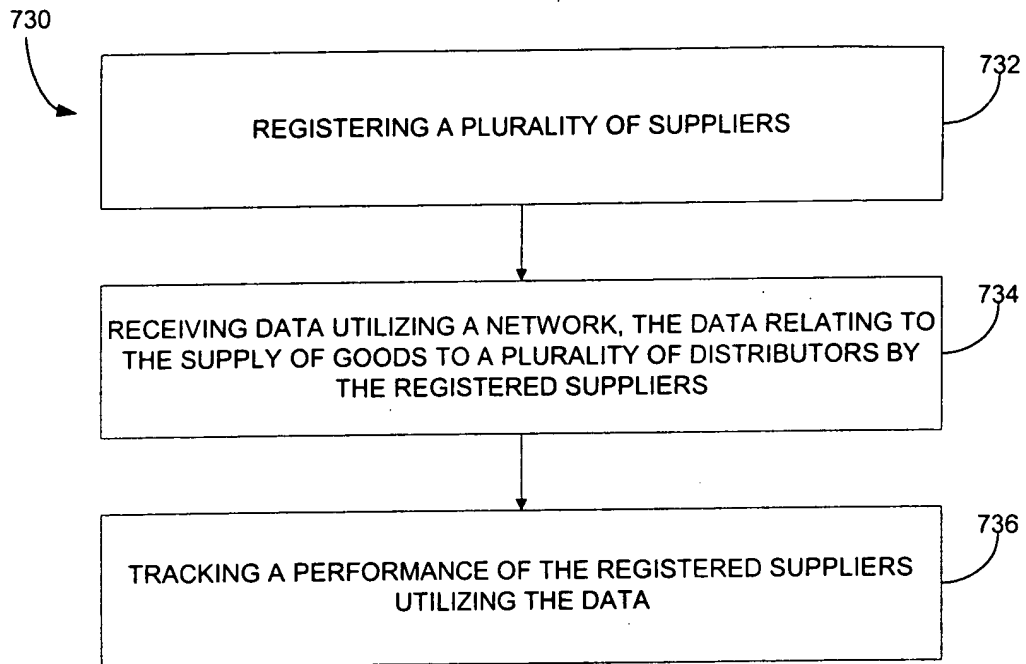 730
732
REGISTERING A PLURALITY OF SUPPLIERS
734
RECEIVING DATA UTILIZING A NETWORK, THE DATA RELATING TO
THE SUPPLY OF GOODS TO A PLURALITY OF DISTRIBUTORS BY
THE REGISTERED SUPPLIERS
736
TRACKING A PERFORMANCE OF THE REGISTERED SUPPLIERS
UTILIZING THE DATA